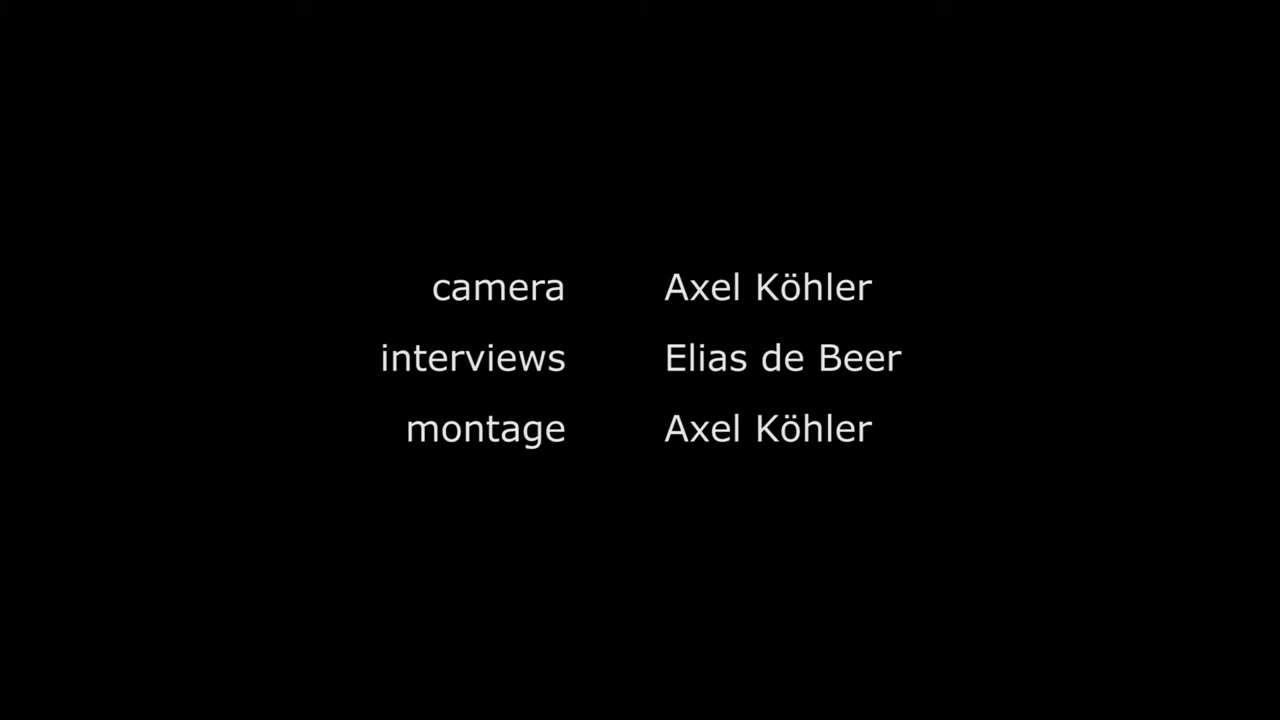 camera Axel Köhler
interviews Elias de Beer
montage Axel Köhler